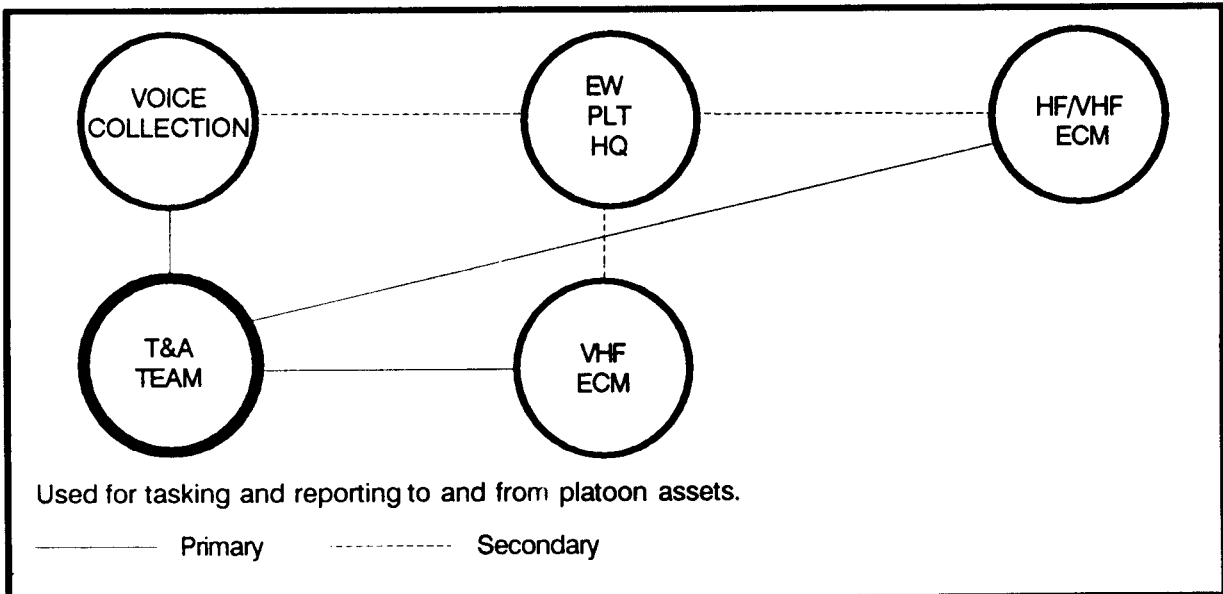 VOICE
COLLECTION
EW
PLT
HQ
HF/VHF
ECM
T&A
TEAM
VHF
ECM
Used for tasking and reporting to and from platoon assets.
Primary
Secondary